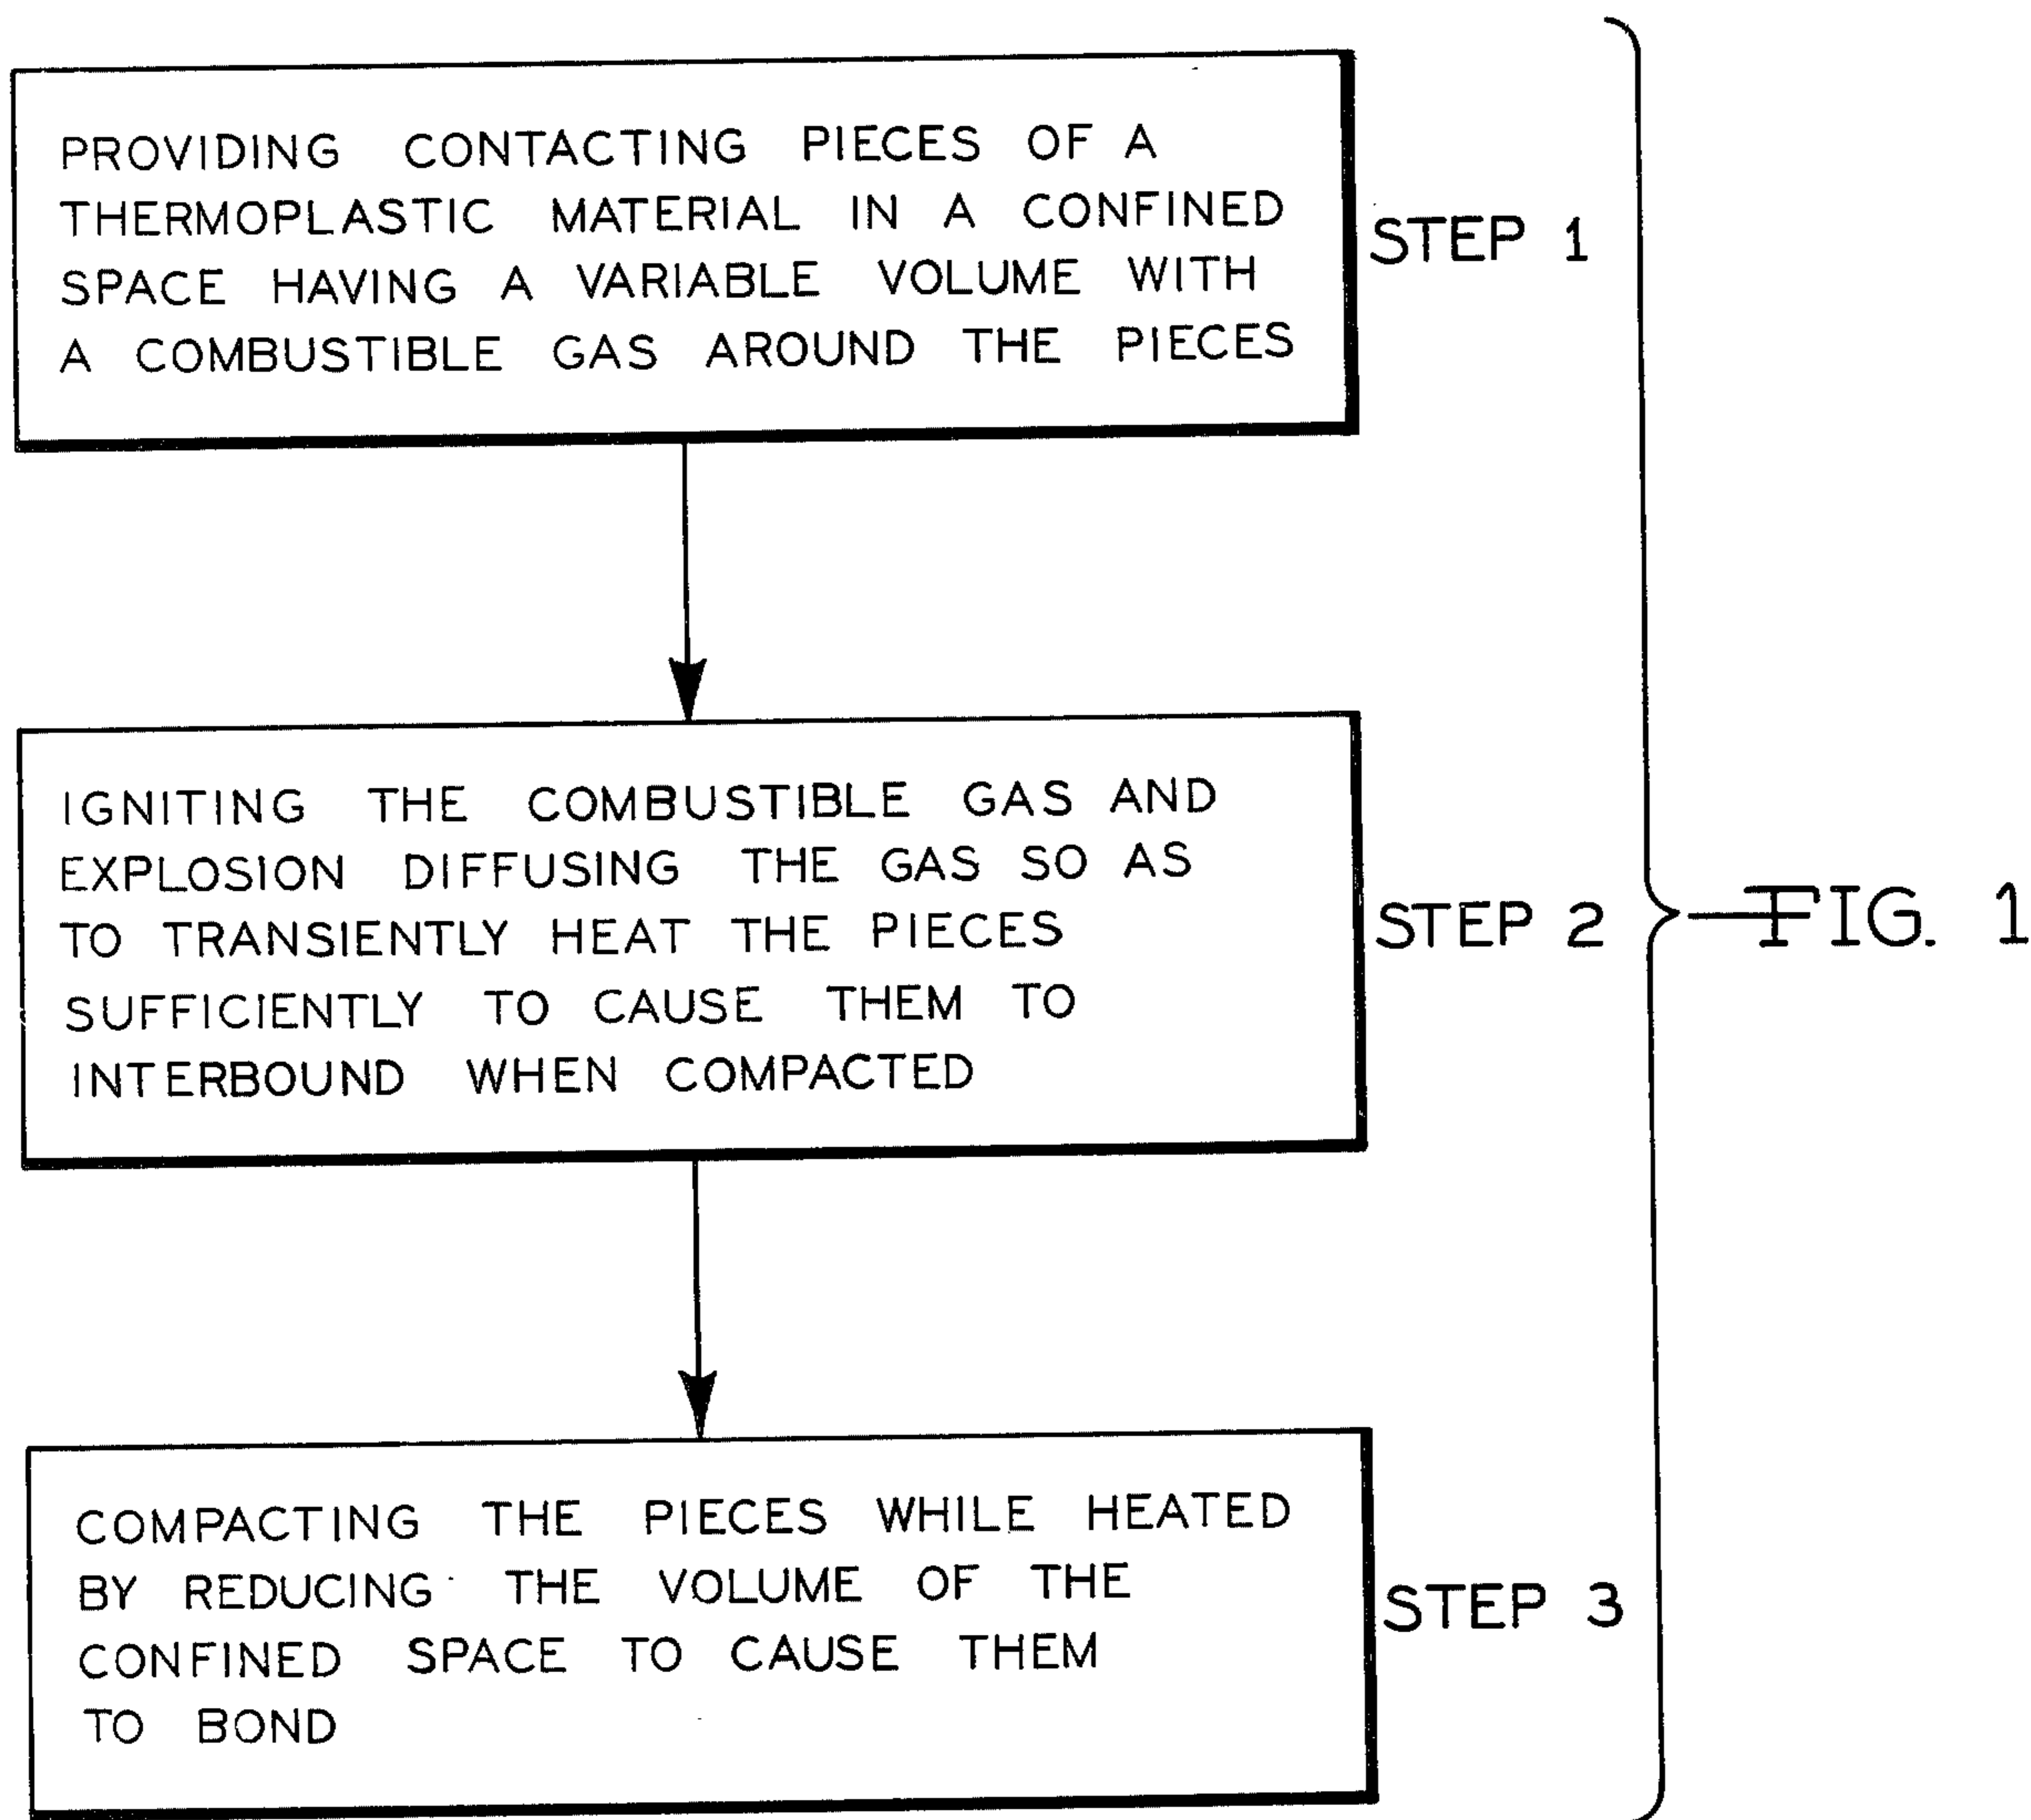 PROVIDING CONTACTING PIECES OF A
THERMOPLASTIC MATERIAL IN A CONFINED
SPACE HAVING A VARIABLE VOLUME WITH
A COMBUSTIBLE GAS AROUND THE PIECES
STEP 1
IGNITING THE COMBUSTIBLE GAS AND
EXPLOSION DIFFUSING THE GAS SO AS
TO TRANSIENTLY HEAT THE PIECES
SUFFICIENTLY TO CAUSE THEM TO
INTERBOUND WHEN COMPACTED
STEP 2
FIG. 1
COMPACTING THE PIECES WHILE HEATED
BY REDUCING THE VOLUME OF THE
CONFINED SPACE TO CAUSE THEM
TO BOND
STEP 3